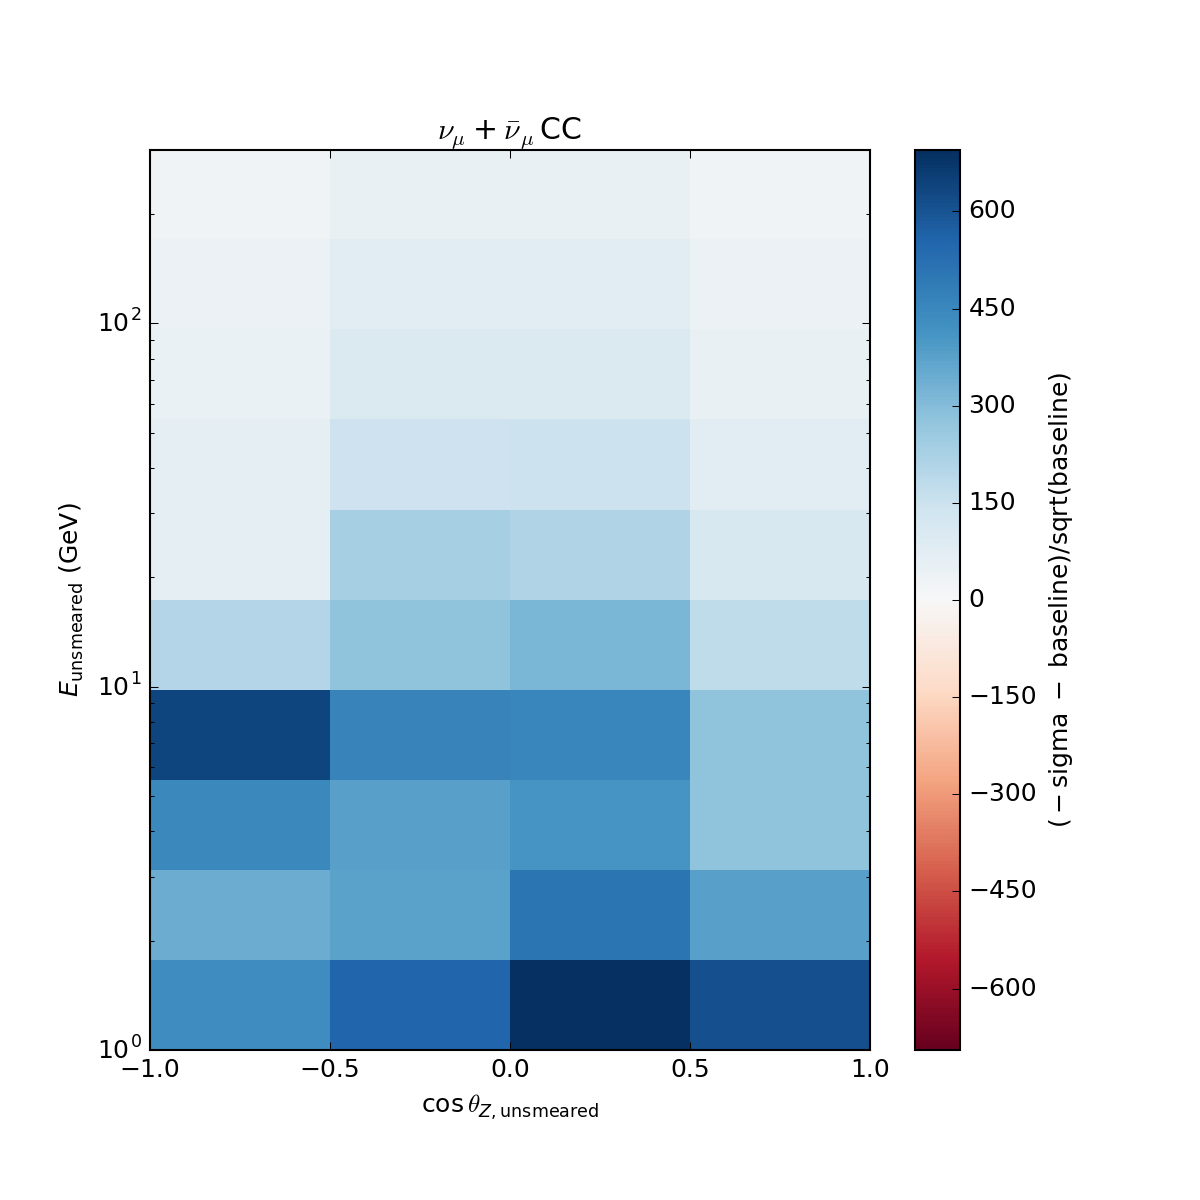 ν_μ + ν̄_μ CC
10²
10¹
10⁰
E_unsmeared (GeV)
−1.0 −0.5 0.0 0.5 1.0
cos θ_Z, unsmeared
600
450
300
150
0
−150
−300
−450
−600
(− sigma − baseline)/sqrt(baseline)